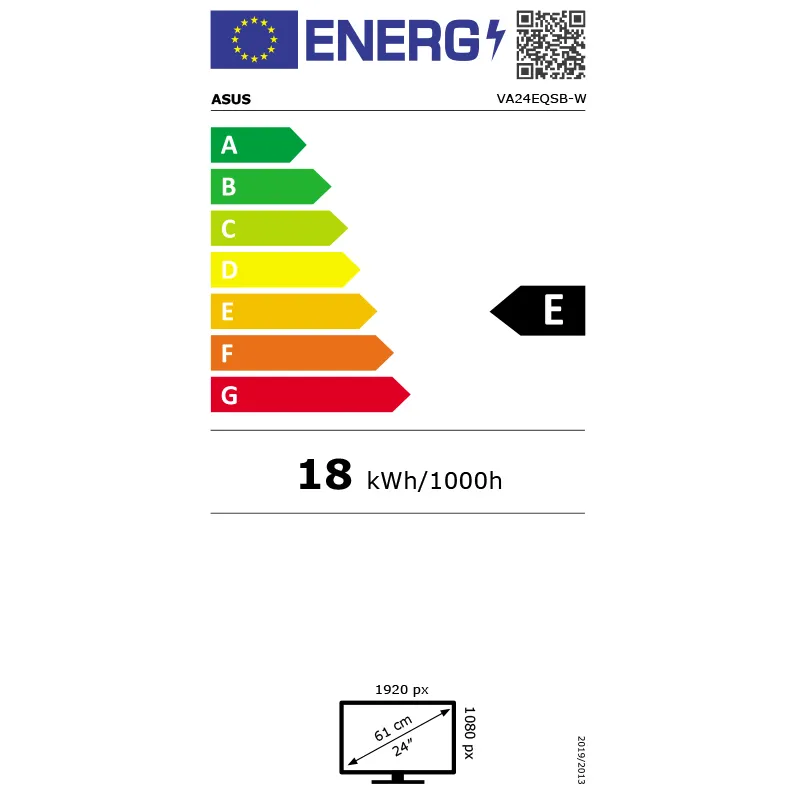 ENERG
ASUS
VA24EQSB-W
A
B
C
D
E
E
F
G
18 kWh/1000h
1920 px
61 cm
24”
1080 px
2019/2013